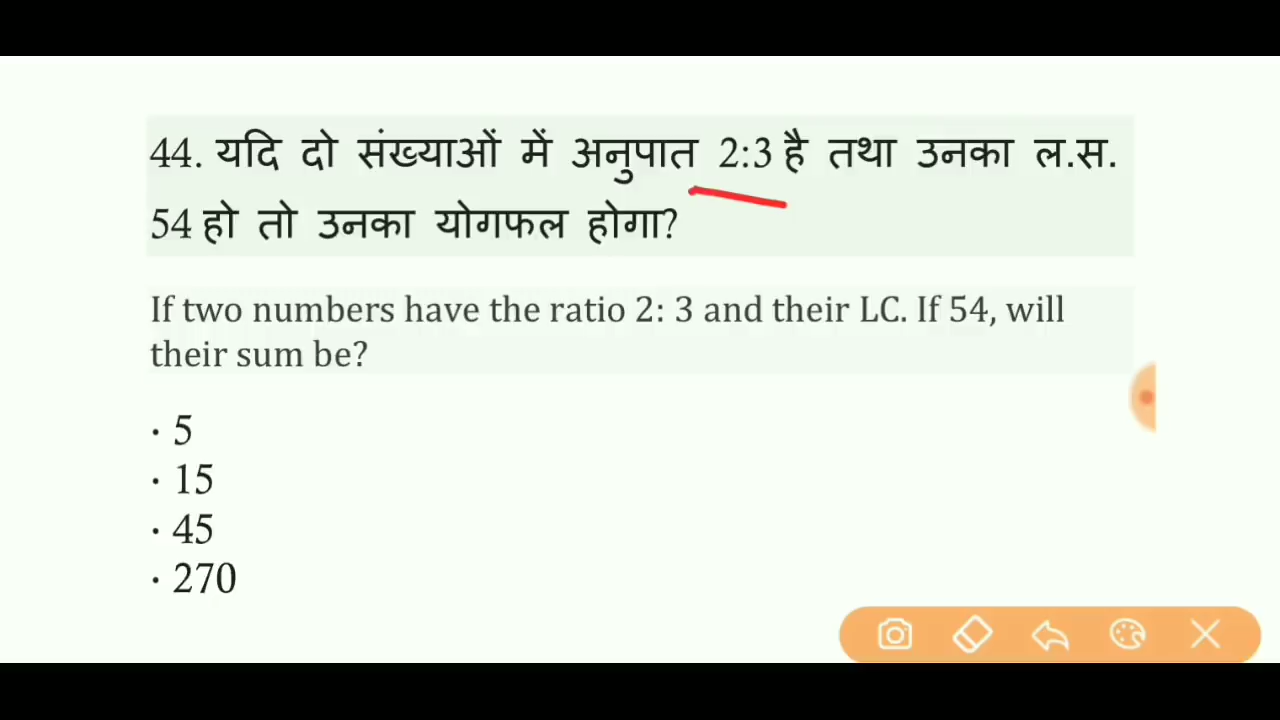 44. यदि दो संख्याओं में अनुपात 2:3 है तथा उनका ल.स.
54 हो तो उनका योगफल होगा?
If two numbers have the ratio 2: 3 and their LC. If 54, will
their sum be?
· 5
· 15
· 45
· 270